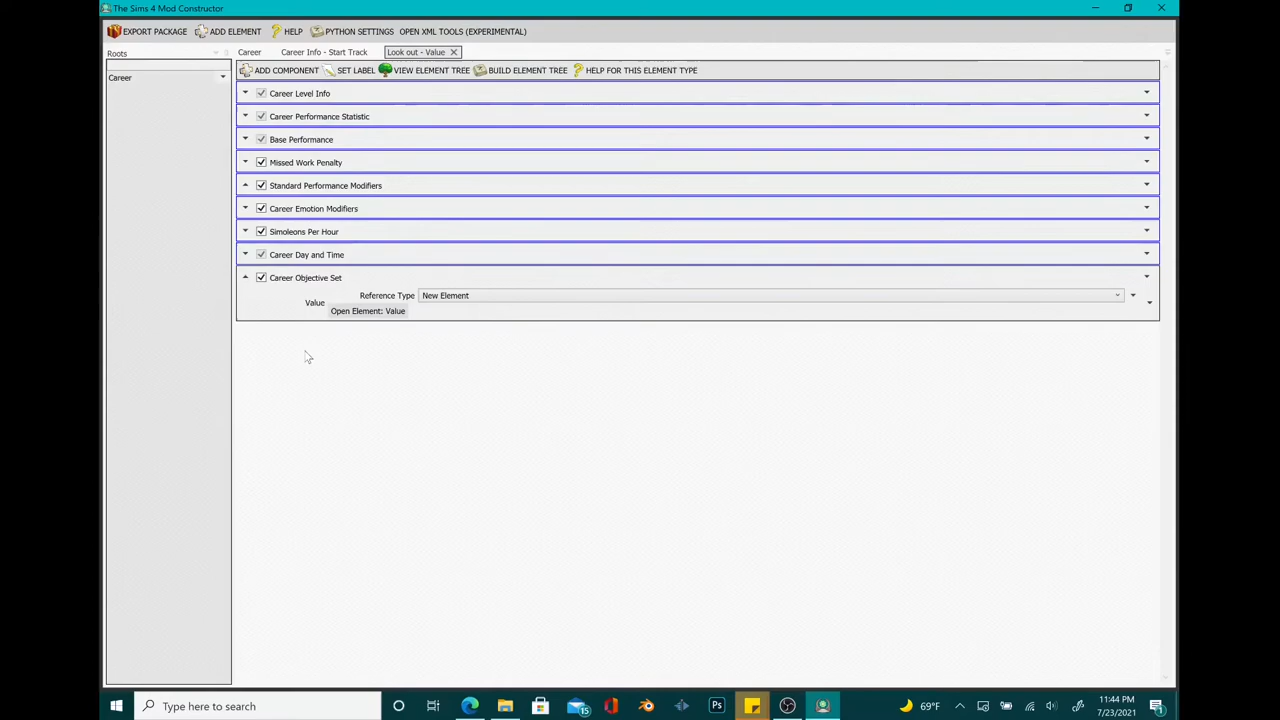 The Sims 4 Mod Constructor
EXPORT PACKAGE ADD ELEMENT HELP PYTHON SETTINGS OPEN XML TOOLS (EXPERIMENTAL)
Roots
Career
Career Career Info - Start Track Look out - Value
ADD COMPONENT SET LABEL VIEW ELEMENT TREE BUILD ELEMENT TREE HELP FOR THIS ELEMENT TYPE
Career Level Info
Career Performance Statistic
Base Performance
Missed Work Penalty
Standard Performance Modifiers
Career Emotion Modifiers
Simoleons Per Hour
Career Day and Time
Career Objective Set
Value
Reference Type New Element
Open Element: Value
Type here to search
15
Ps
69°F
11:44 PM
7/23/2021
1